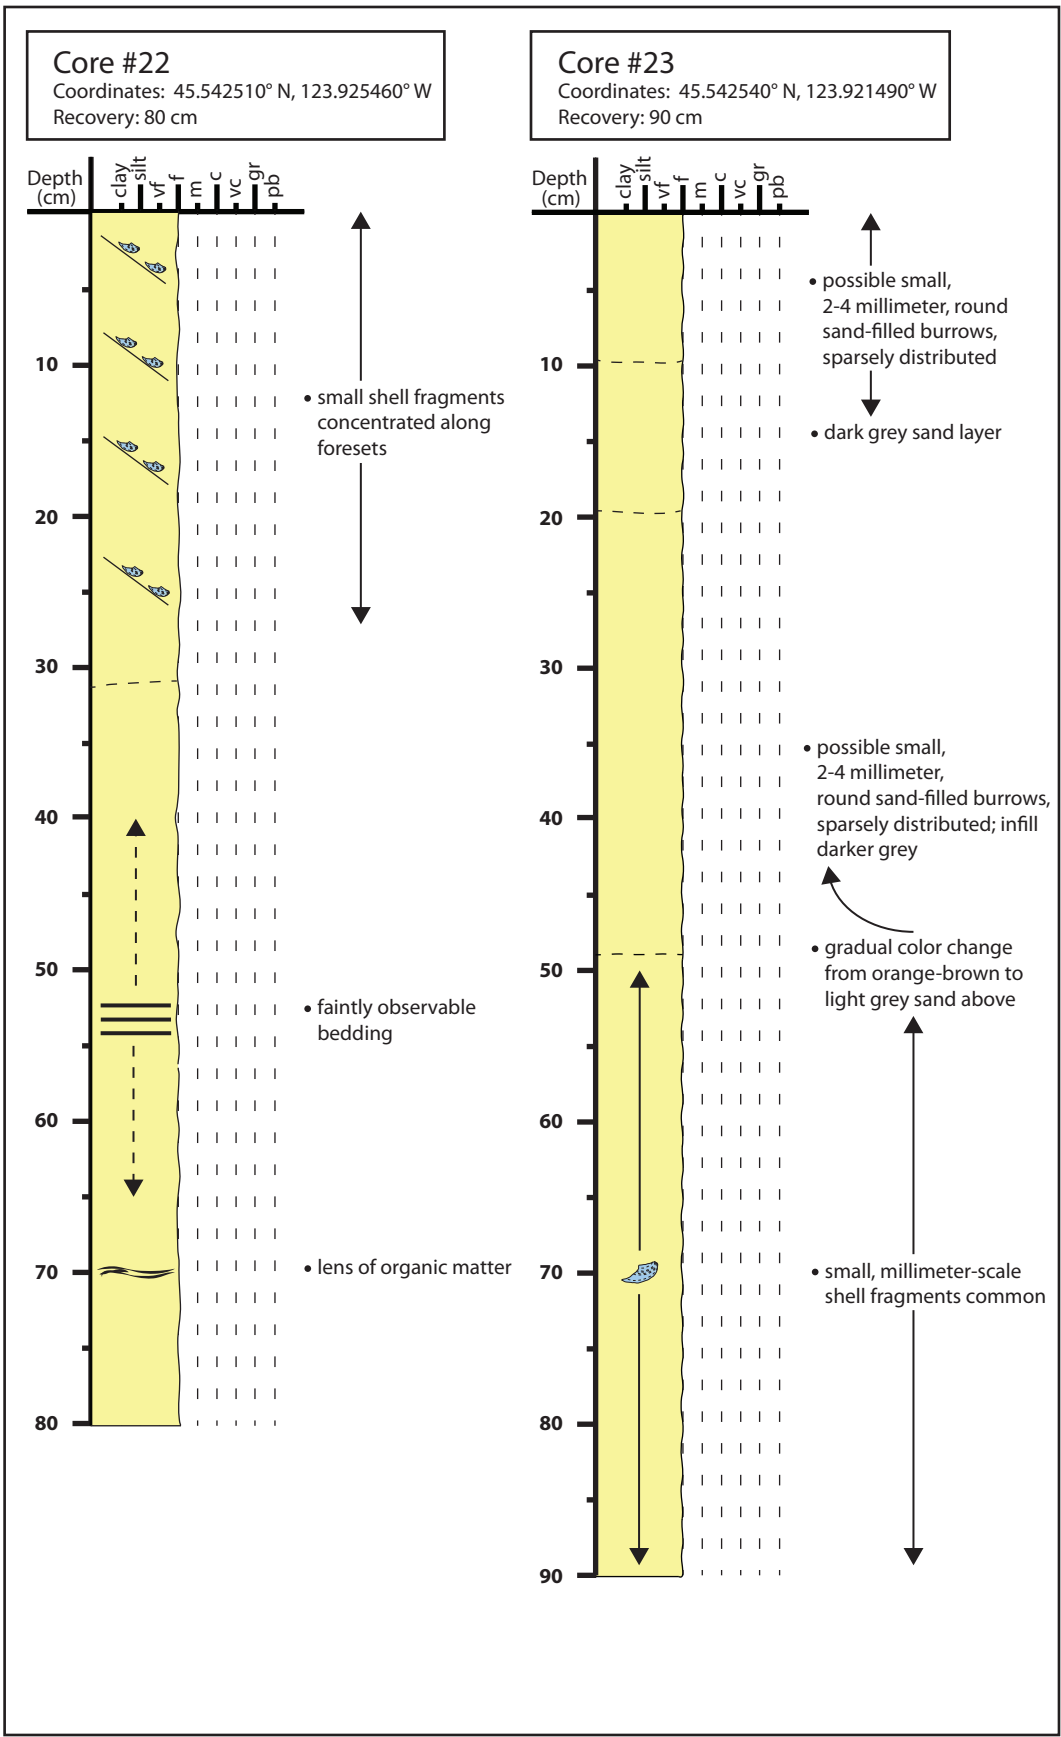 Core #22
Coordinates: 45.542510° N, 123.925460° W
Recovery: 80 cm
Depth
(cm)
clay
silt
vf
f
m
c
vc
gr
pb
10
20
30
40
50
60
70
80
• small shell fragments
concentrated along
foresets
• faintly observable
bedding
• lens of organic matter
Core #23
Coordinates: 45.542540° N, 123.921490° W
Recovery: 90 cm
Depth
(cm)
clay
silt
vf
f
m
c
vc
gr
pb
10
20
30
40
50
60
70
80
90
• possible small,
2-4 millimeter, round
sand-filled burrows,
sparsely distributed
• dark grey sand layer
• possible small,
2-4 millimeter,
round sand-filled burrows,
sparsely distributed; infill
darker grey
• gradual color change
from orange-brown to
light grey sand above
• small, millimeter-scale
shell fragments common